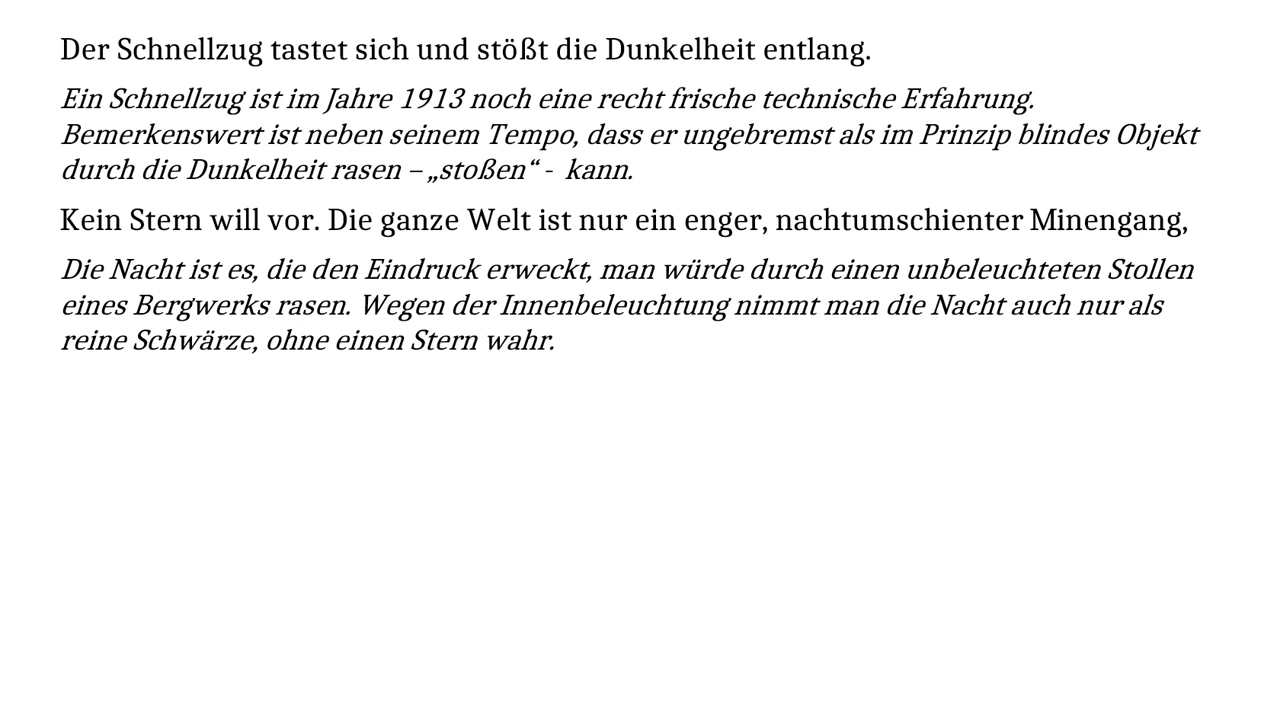 Der Schnellzug tastet sich und stößt die Dunkelheit entlang.
Ein Schnellzug ist im Jahre 1913 noch eine recht frische technische Erfahrung.
Bemerkenswert ist neben seinem Tempo, dass er ungebremst als im Prinzip blindes Objekt
durch die Dunkelheit rasen – „stoßen“ -  kann.
Kein Stern will vor. Die ganze Welt ist nur ein enger, nachtumschienter Minengang,
Die Nacht ist es, die den Eindruck erweckt, man würde durch einen unbeleuchteten Stollen
eines Bergwerks rasen. Wegen der Innenbeleuchtung nimmt man die Nacht auch nur als
reine Schwärze, ohne einen Stern wahr.